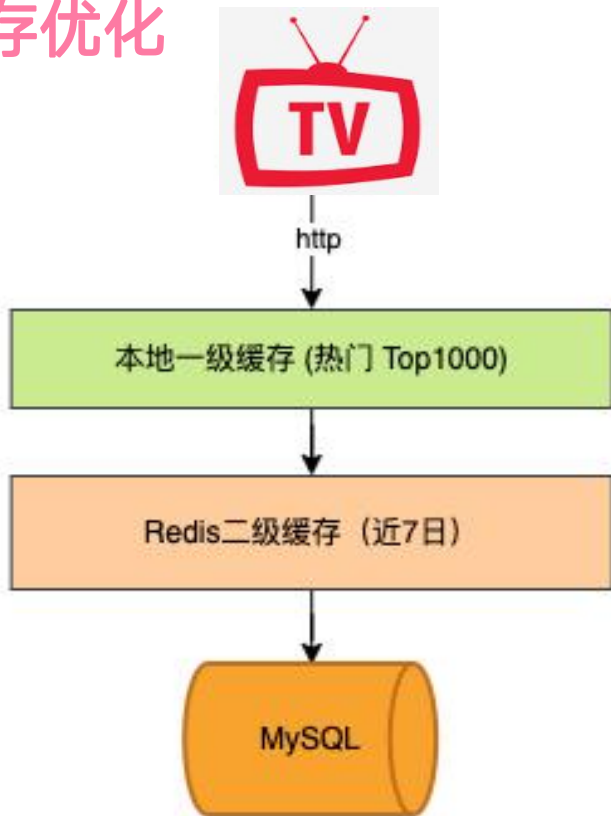 存优化
TV
http
本地一级缓存 (热门 Top1000)
Redis二级缓存（近7日）
MySQL